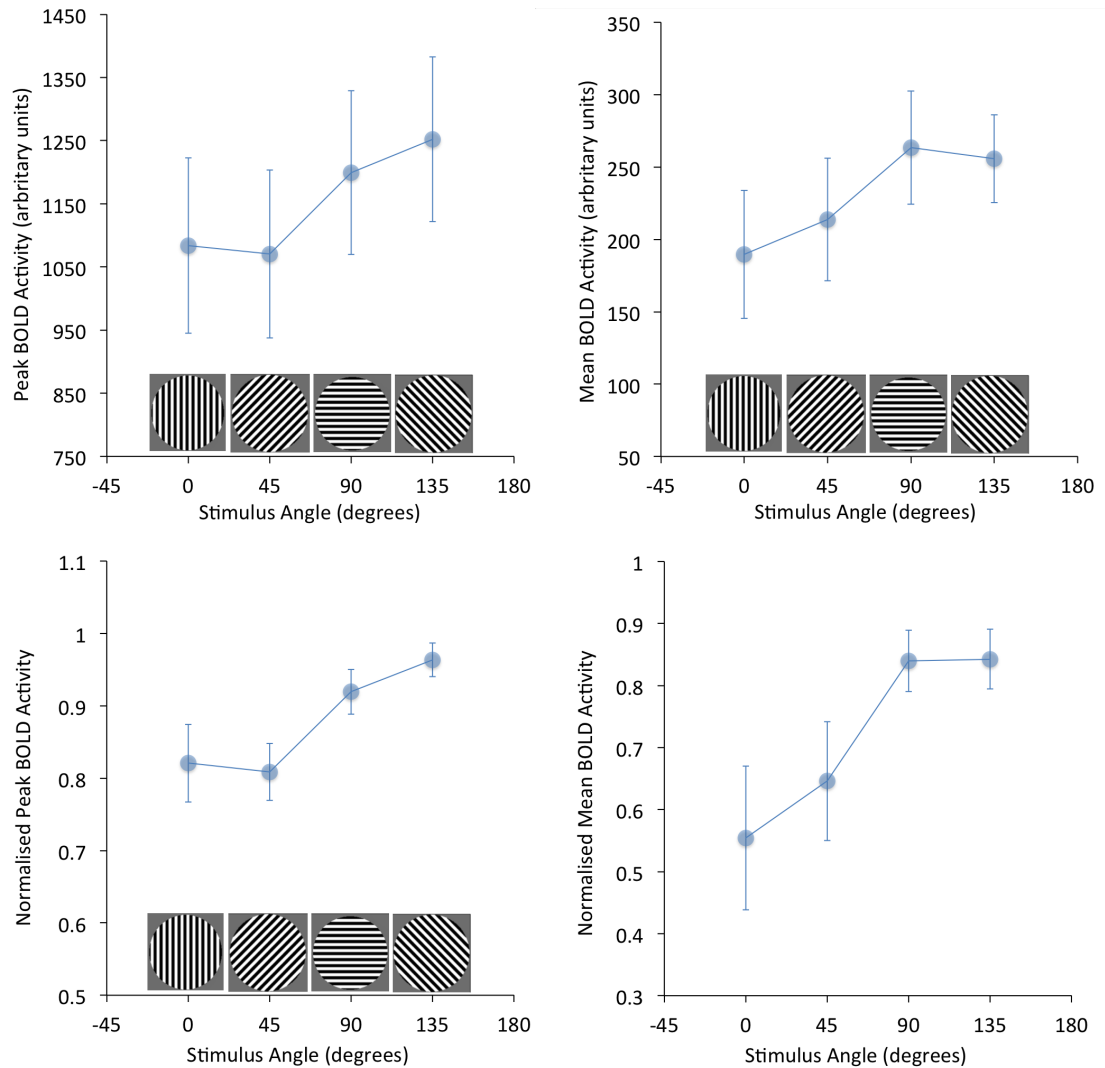 Peak BOLD Activity (arbritary units)
1450
1350
1250
1150
1050
950
850
750
-45 0 45 90 135 180
Stimulus Angle (degrees)
Mean BOLD Activity (arbritary units)
350
300
250
200
150
100
50
-45 0 45 90 135 180
Stimulus Angle (degrees)
Normalised Peak BOLD Activity
1.1
1
0.9
0.8
0.7
0.6
0.5
-45 0 45 90 135 180
Stimulus Angle (degrees)
Normalised Mean BOLD Activity
1
0.9
0.8
0.7
0.6
0.5
0.4
0.3
-45 0 45 90 135 180
Stimulus Angle (degrees)